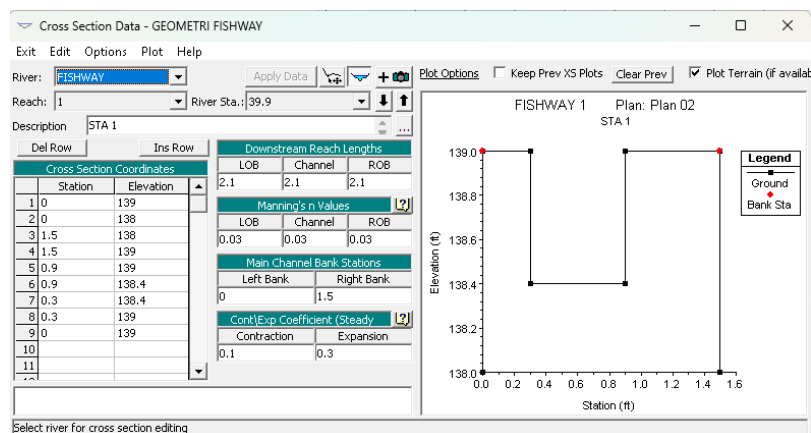 Cross Section Data - GEOMETRI FISHWAY
Exit Edit Options Plot Help
River: FISHWAY Apply Data Plot Options Keep Prev XS Plots Clear Prev Plot Terrain (if availab
Reach: 1 River Sta.: 39.9
Description STA 1 ...
Del Row Ins Row
Cross Section Coordinates
Station Elevation
1 0 139
2 0 138
3 1.5 138
4 1.5 139
5 0.9 139
6 0.9 138.4
7 0.3 138.4
8 0.3 139
9 0 139
10
11
Downstream Reach Lengths
LOB Channel ROB
2.1 2.1 2.1
Manning's n Values
LOB Channel ROB
0.03 0.03 0.03
Main Channel Bank Stations
Left Bank Right Bank
0 1.5
Cont\Exp Coefficient (Steady
Contraction Expansion
0.1 0.3
FISHWAY 1 Plan: Plan 02
STA 1
Elevation (ft)
139.0
138.8
138.6
138.4
138.2
138.0
0.0 0.2 0.4 0.6 0.8 1.0 1.2 1.4 1.6
Station (ft)
Legend
Ground
Bank Sta
Select river for cross section editing